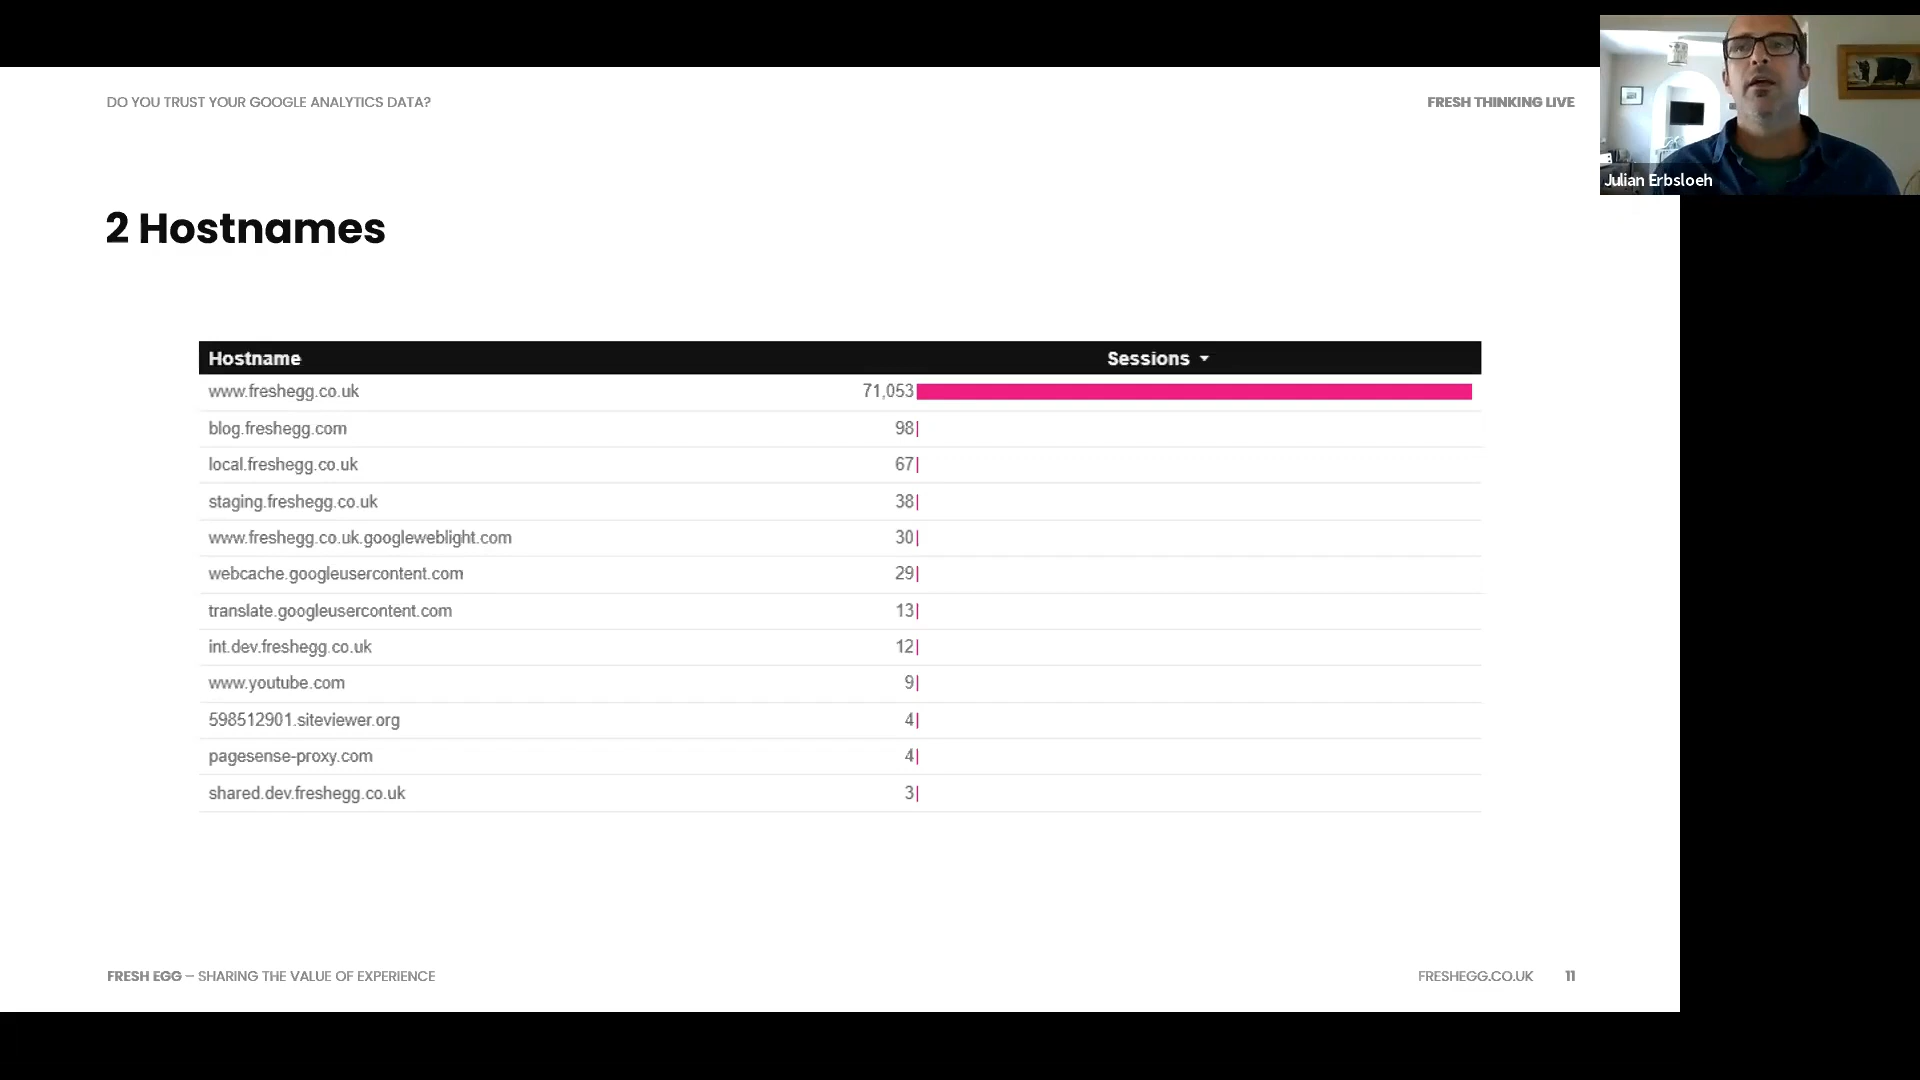 DO YOU TRUST YOUR GOOGLE ANALYTICS DATA?
FRESH THINKING LIVE
Julian Erbsloeh
2 Hostnames
Hostname Sessions
www.freshegg.co.uk 71,053
blog.freshegg.com 98
local.freshegg.co.uk 67
staging.freshegg.co.uk 38
www.freshegg.co.uk.googleweblight.com 30
webcache.googleusercontent.com 29
translate.googleusercontent.com 13
int.dev.freshegg.co.uk 12
www.youtube.com 9
598512901.siteviewer.org 4
pagesense-proxy.com 4
shared.dev.freshegg.co.uk 3
FRESH EGG – SHARING THE VALUE OF EXPERIENCE
FRESHEGG.CO.UK 11